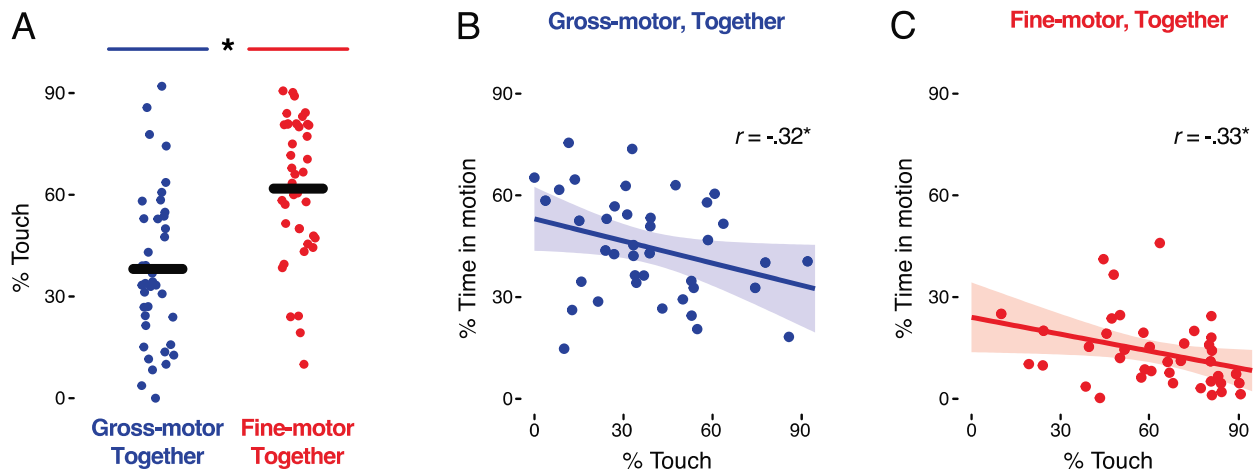 A
*
% Touch
90
60
30
0
Gross-motor
Together
Fine-motor
Together
B
Gross-motor, Together
r = -.32*
% Time in motion
90
60
30
0
0
30
60
90
% Touch
C
Fine-motor, Together
r = -.33*
% Time in motion
90
60
30
0
0
30
60
90
% Touch